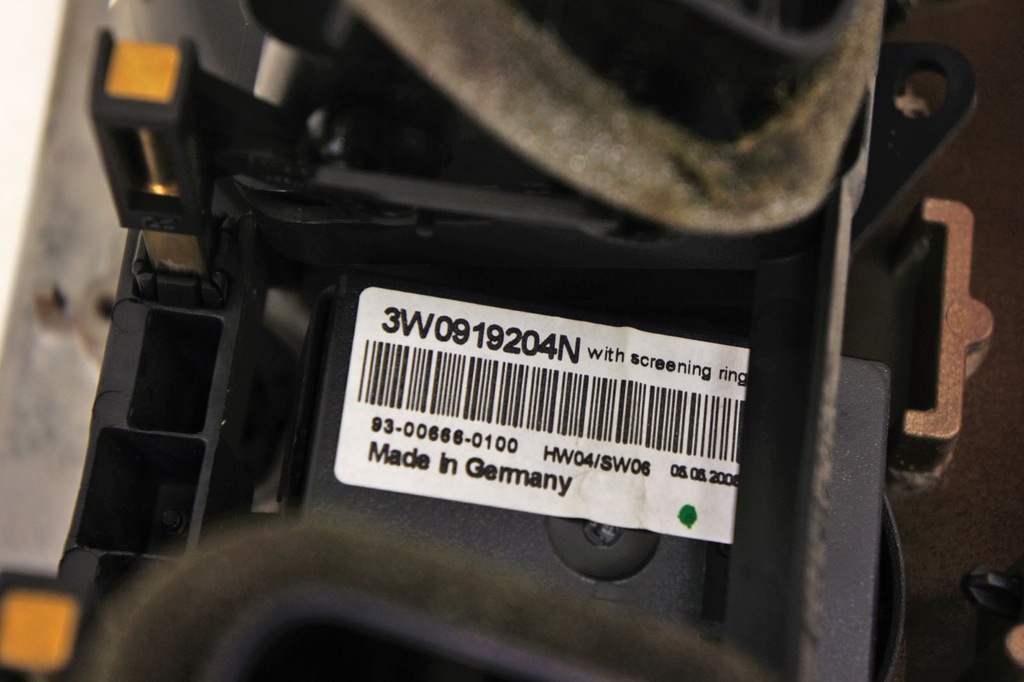 3W0919204N with screening ring
93-00666-0100 HW04/SW06
Made in Germany